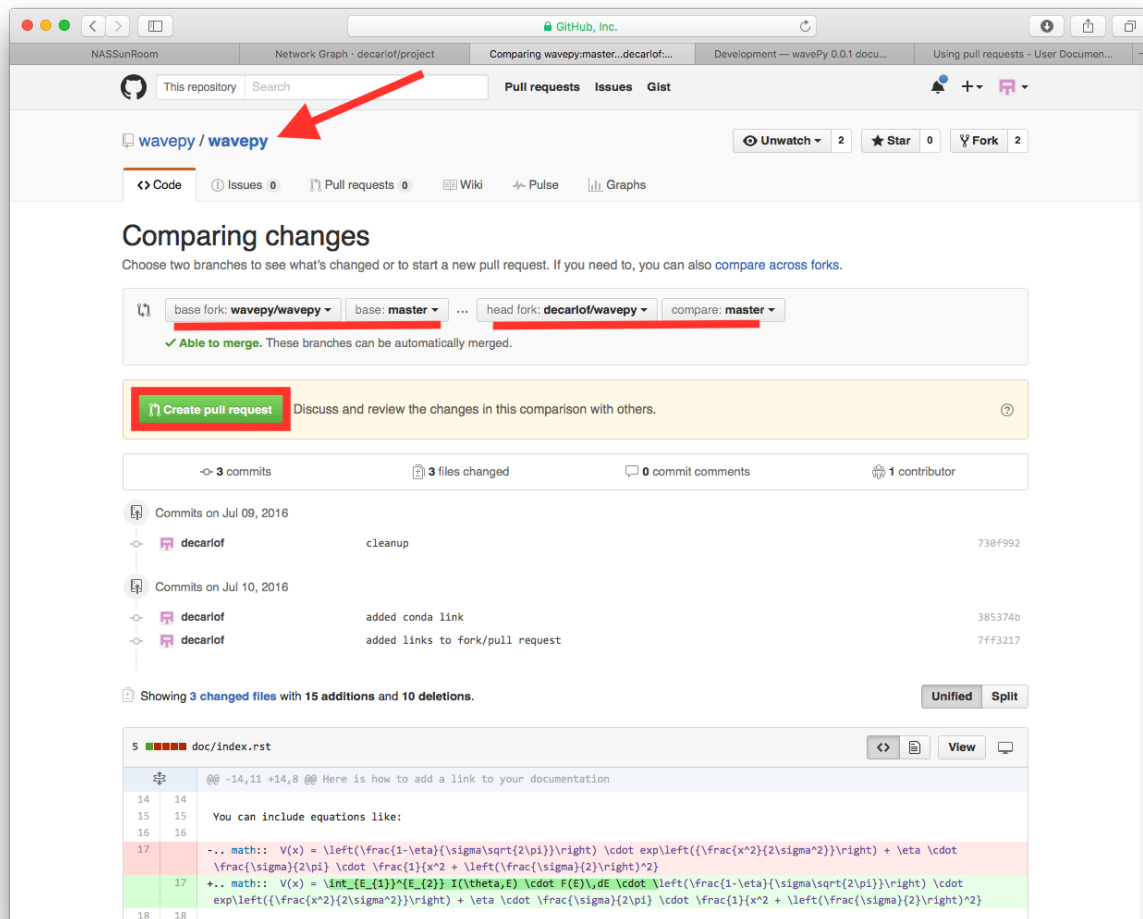 GitHub, Inc.
NASSunRoom
Network Graph · decarlof/project
Comparing wavepy:master...decarlof:...
Development — wavePy 0.0.1 docu...
Using pull requests - User Documen...
This repository Search Pull requests Issues Gist
wavepy / wavepy Unwatch 2 Star 0 Fork 2
Code Issues 0 Pull requests 0 Wiki Pulse Graphs
Comparing changes
Choose two branches to see what's changed or to start a new pull request. If you need to, you can also compare across forks.
base fork: wavepy/wavepy base: master ... head fork: decarlof/wavepy compare: master
Able to merge. These branches can be automatically merged.
Create pull request Discuss and review the changes in this comparison with others.
3 commits 3 files changed 0 commit comments 1 contributor
Commits on Jul 09, 2016
decarlof cleanup 730f992
Commits on Jul 10, 2016
decarlof added conda link 385374b
decarlof added links to fork/pull request 7ff3217
Showing 3 changed files with 15 additions and 10 deletions. Unified Split
5 doc/index.rst <> View
@@ -14,11 +14,8 @@ Here is how to add a link to your documentation
14 14
15 15 You can include equations like:
16 16
17 -.. math:: V(x) = \left(\frac{1-\eta}{\sigma\sqrt{2\pi}}\right) \cdot exp\left({\frac{x^2}{2\sigma^2}}\right) + \eta \cdot
\frac{\sigma}{2\pi} \cdot \frac{1}{x^2 + \left(\frac{\sigma}{2}\right)^2}
17 +.. math:: V(x) = \int_{E_{1}}^{E_{2}} I(\theta,E) \cdot F(E)\,dE \cdot \left(\frac{1-\eta}{\sigma\sqrt{2\pi}}\right) \cdot
exp\left({\frac{x^2}{2\sigma^2}}\right) + \eta \cdot \frac{\sigma}{2\pi} \cdot \frac{1}{x^2 + \left(\frac{\sigma}{2}\right)^2}
18 18